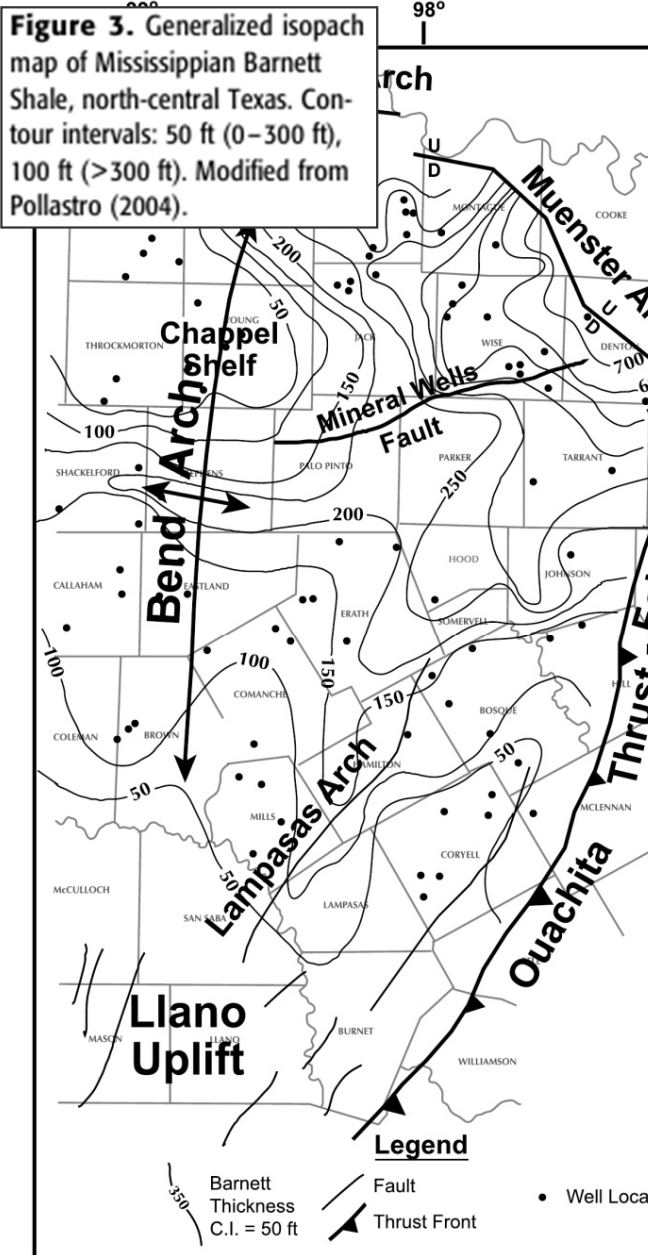 98°
Figure 3. Generalized isopach
map of Mississippian Barnett
Shale, north-central Texas. Con-
tour intervals: 50 ft (0–300 ft),
100 ft (>300 ft). Modified from
Pollastro (2004).
U
D
MONTAGUE
COOKE
Muenster
200
50
YOUNG
Chappel
Shelf
THROCKMORTON
JACK
WISE
U
D
DENTON
700
150
Mineral Wells
Fault
100
Bend Arch
SHACKELFORD
PALO PINTO
PARKER
TARRANT
250
200
HOOD
JOHNSON
CALLAHAM
EASTLAND
ERATH
SOMERVELL
100
100
150
COMANCHE
150
HILL
COLEMAN
BROWN
BOSQUE
HAMILTON
50
50
Thrust
MCLENNAN
MILLS
Lampasas Arch
CORYELL
50
McCULLOCH
SAN SABA
LAMPASAS
Ouachita
Llano
Uplift
MASON
LLANO
BURNET
WILLIAMSON
Legend
350
Barnett
Thickness
C.I. = 50 ft
Fault
Thrust Front
Well